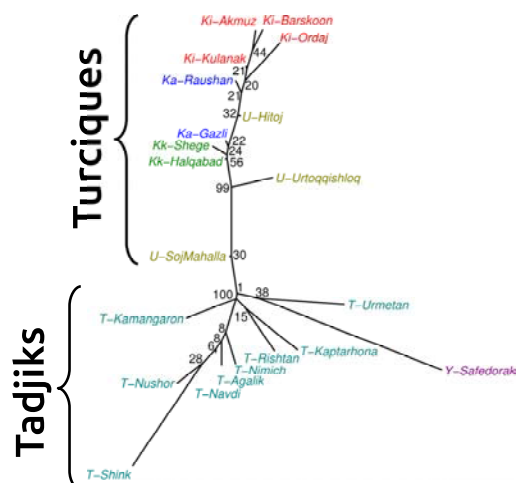 Turciques
Ki-Akmuz
Ki-Barskoon
Ki-Ordaj
44
Ki-Kulanak
21
20
Ka-Raushan
21
32
U-Hitoj
Ka-Gazli
22
Kk-Shege
24
Kk-Halqabad
56
99
U-Urtoqqishloq
U-SojMahalla
30
Tadjiks
1
100
38
T-Urmetan
T-Kamangaron
15
8
8
6
28
T-Kaptarhona
T-Rishtan
T-Nimich
T-Agalik
T-Navdi
T-Nushor
Y-Safedorak
T-Shink